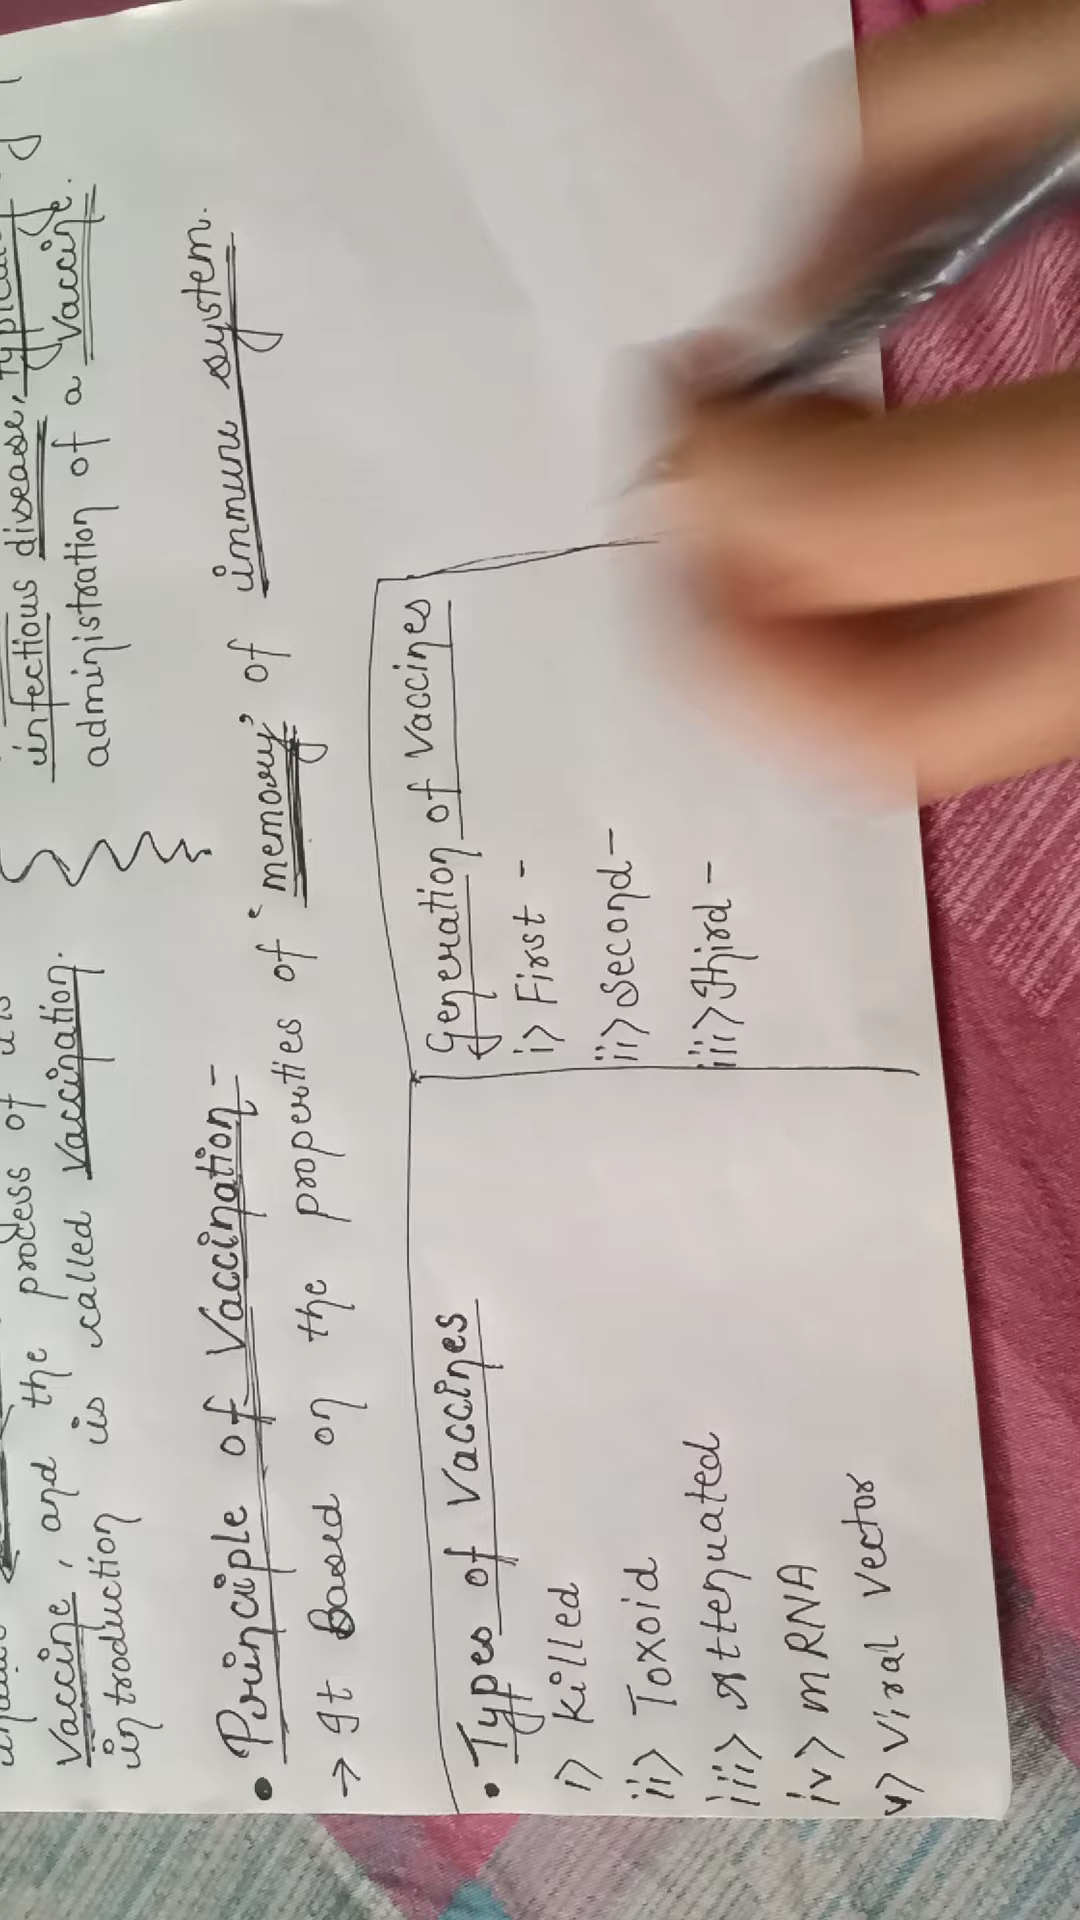 infectious disease,
administration of a vaccine.
the process of
Vaccine, and
introduction is called Vaccination.
• Principle of Vaccination -
→ It Based on the properties of 'memory' of immune system.
• Types of Vaccines
i> Killed
ii> Toxoid
iii> Attenuated
iv> mRNA
v> Viral vector
Generation of Vaccines
i> First -
ii> Second -
iii> Third -